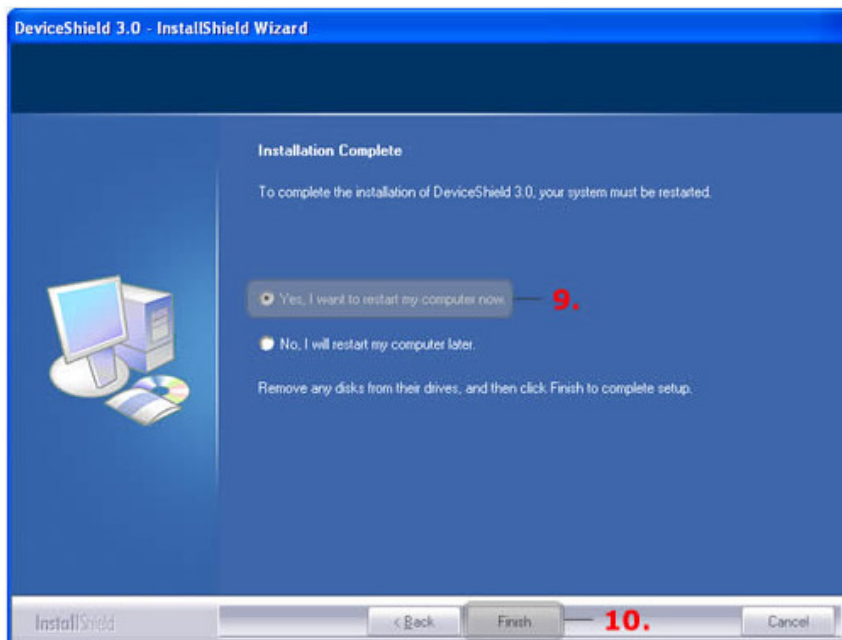 DeviceShield 3.0 - InstallShield Wizard
Installation Complete
To complete the installation of DeviceShield 3.0, your system must be restarted.
Yes, I want to restart my computer now. 9.
No, I will restart my computer later.
Remove any disks from their drives, and then click Finish to complete setup.
InstallShield
< Back Finish 10. Cancel